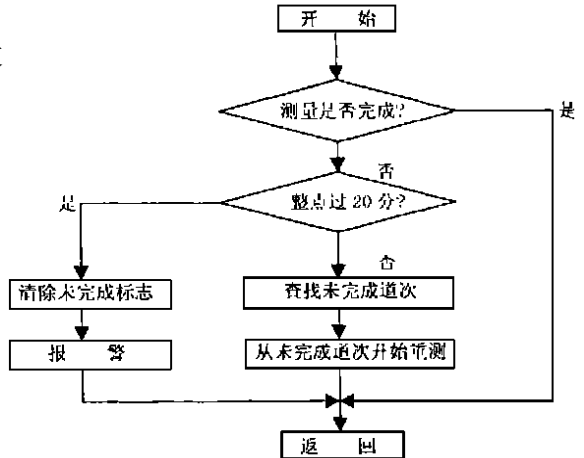 开 始
测量是否完成?
是
否
整点过 20 分?
是
否
清除未完成标志
查找未完成道次
报 警
从未完成道次开始重测
返 回